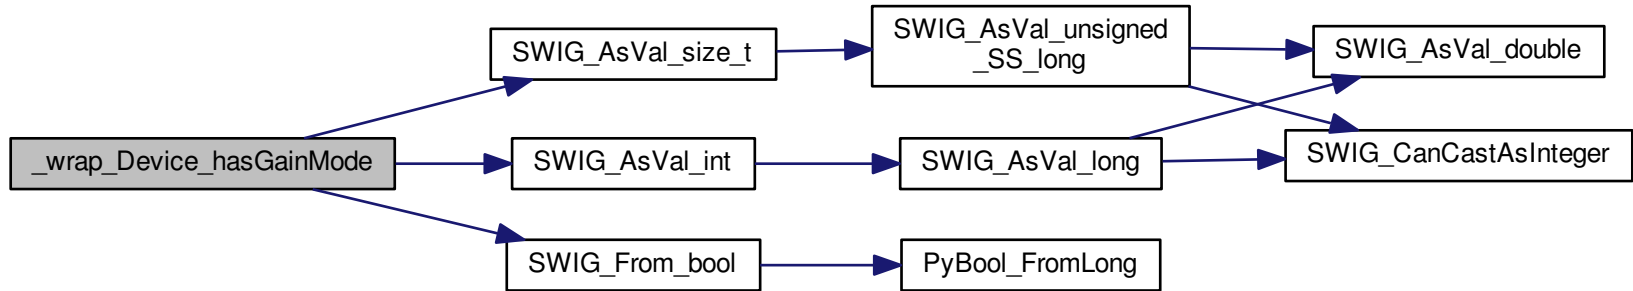 _wrap_Device_hasGainMode
SWIG_AsVal_size_t
SWIG_AsVal_unsigned
_SS_long
SWIG_AsVal_double
SWIG_CanCastAsInteger
SWIG_AsVal_int
SWIG_AsVal_long
SWIG_From_bool
PyBool_FromLong